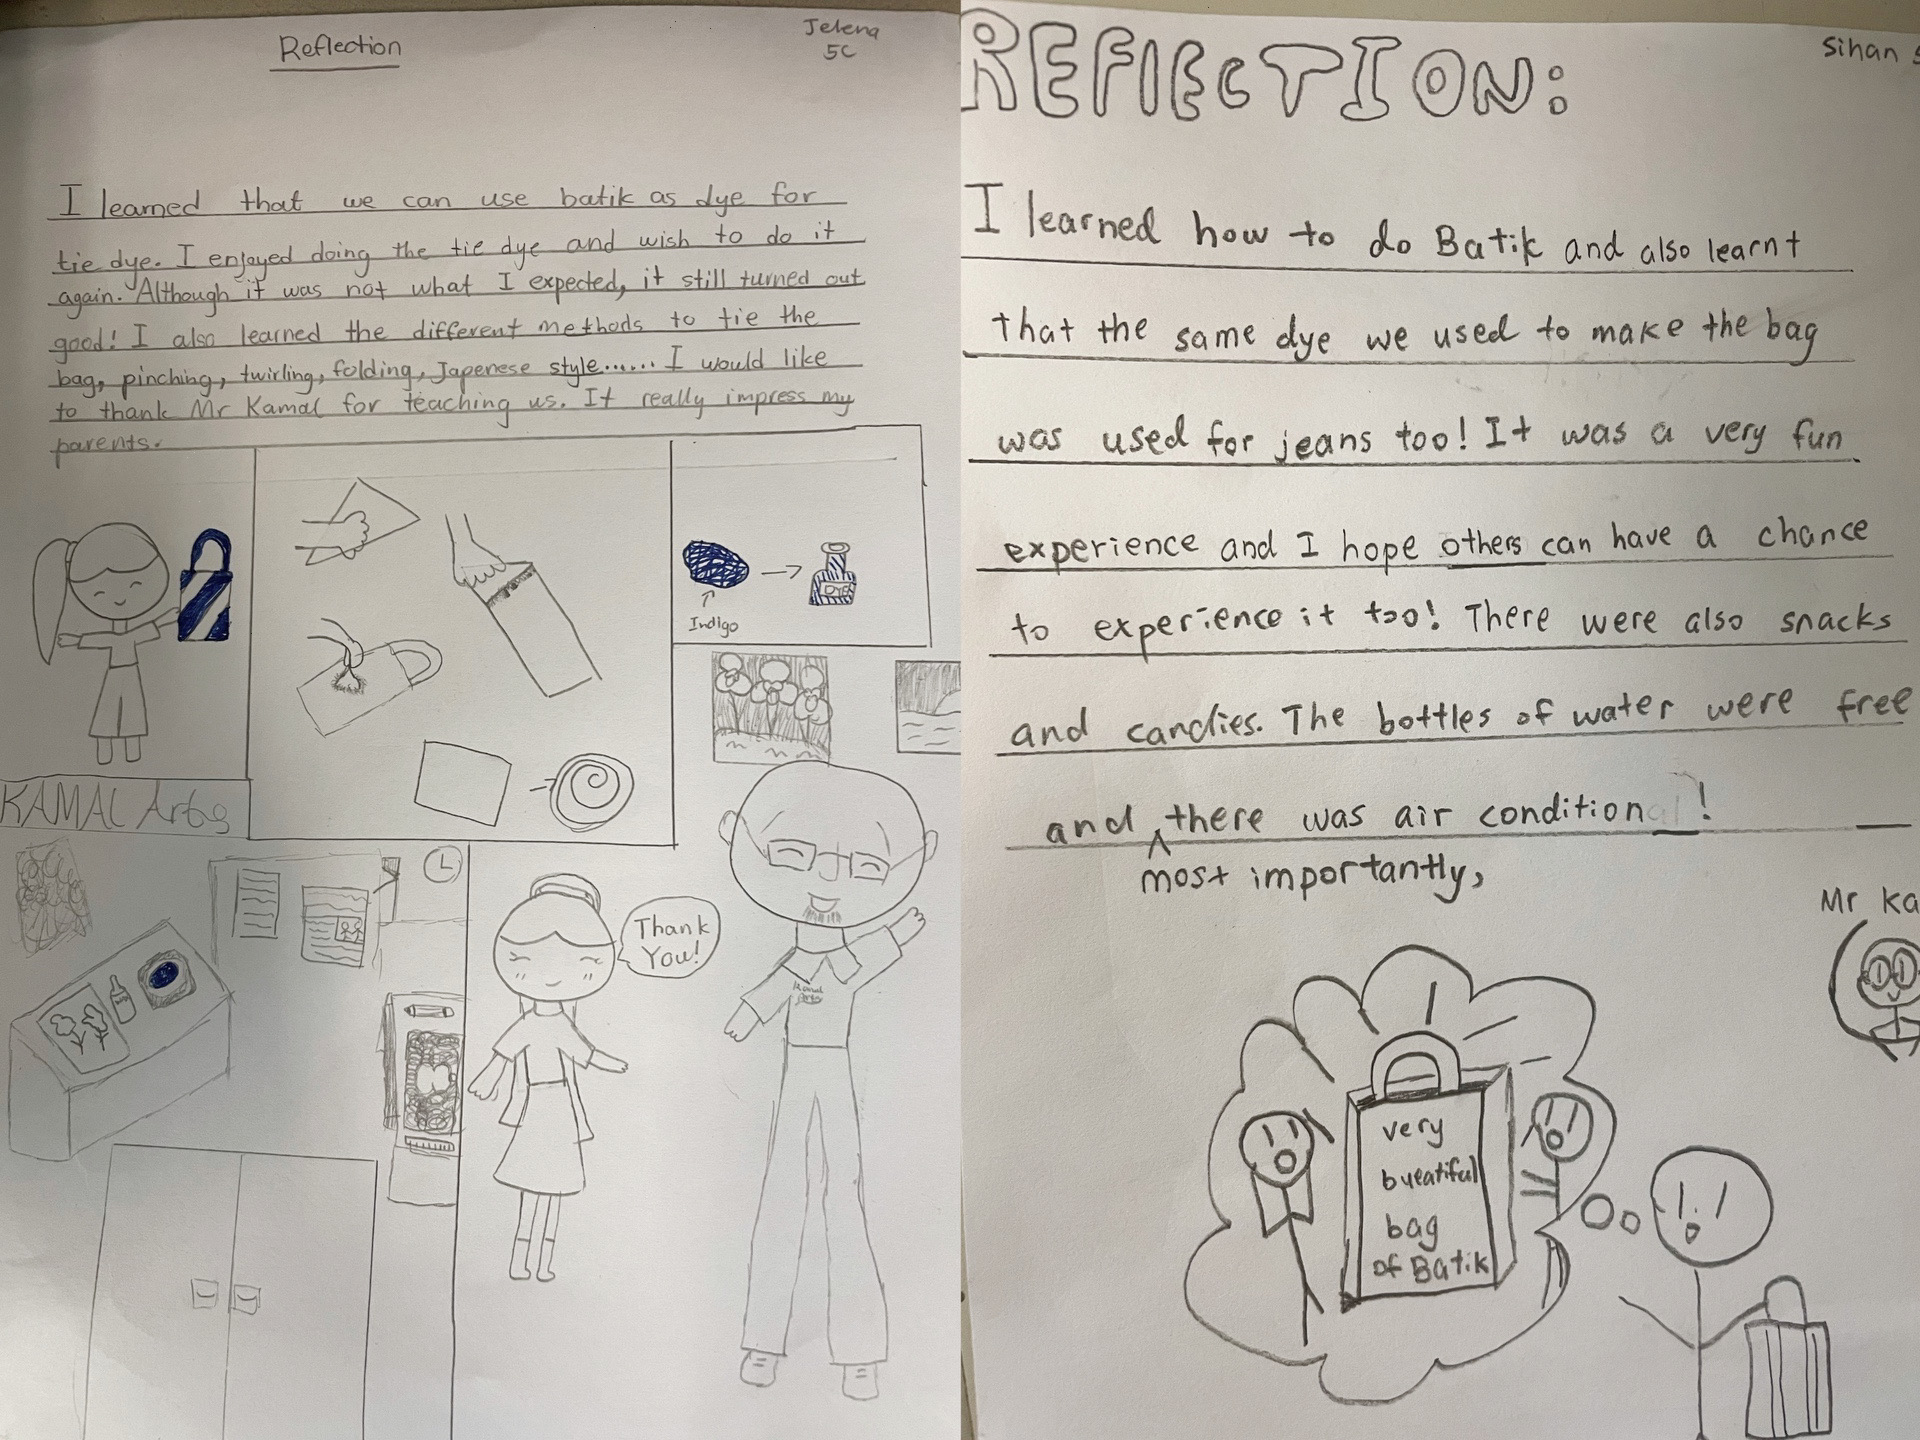 Reflection
Jelena
5C
I learned that we can use batik as dye for
tie dye. I enjoyed doing the tie dye and wish to do it
again. Although it was not what I expected, it still turned out
good! I also learned the different methods to tie the
bag, pinching, twirling, folding, Japenese style...... I would like
to thank Mr Kamal for teaching us. It really impress my
parents.
Indigo
DYE
KAMAL Arts
Thank
You!
Kamal
Arts
REFlEcTION:
Sihan 5
I learned how to do Batik and also learnt
that the same dye we used to make the bag
was used for jeans too! It was a very fun
experience and I hope others can have a chance
to experience it too! There were also snacks
and candies. The bottles of water were free
and there was air condition!
most importantly,
Mr Ka
very
bueatiful
bag
of Batik